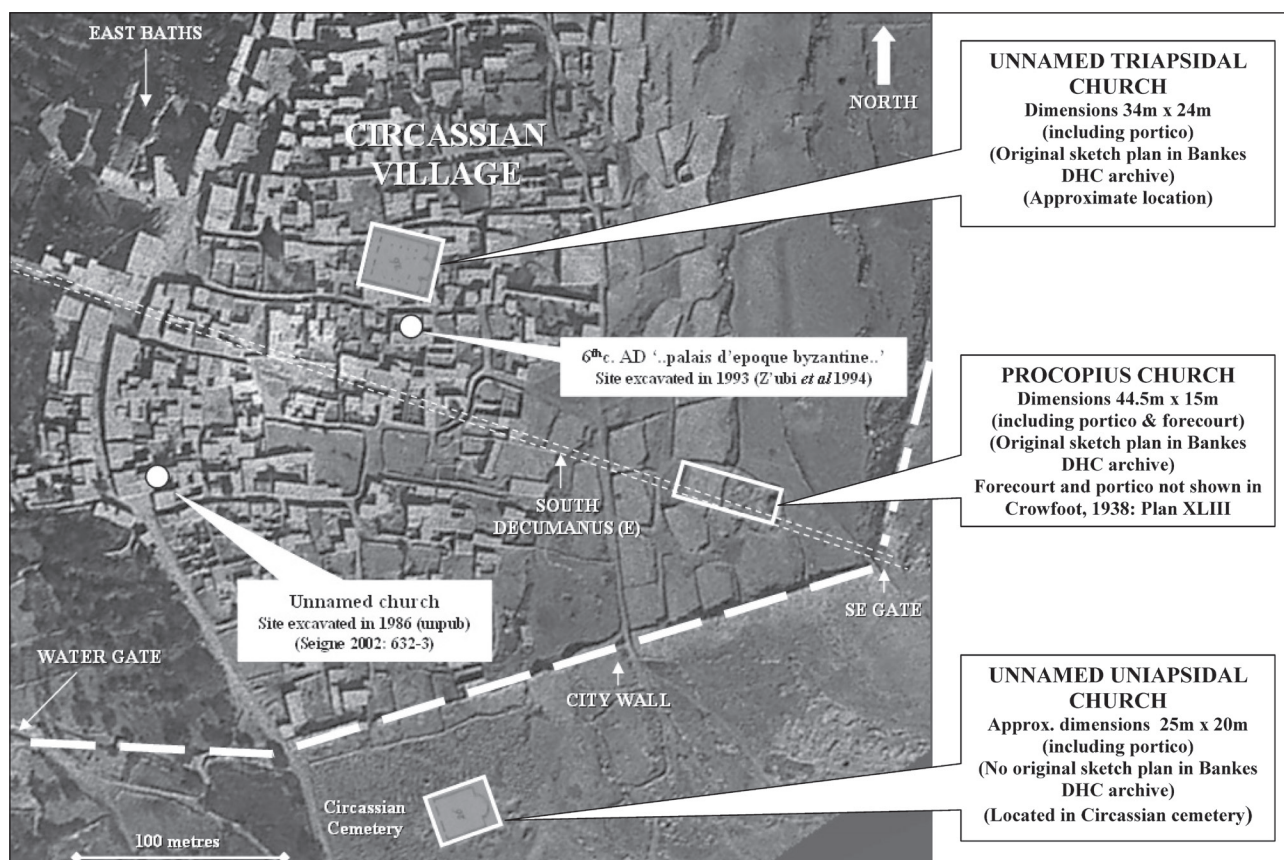 EAST BATHS
NORTH
CIRCASSIAN
VILLAGE
UNNAMED TRIAPSIDAL
CHURCH
Dimensions 34m x 24m
(including portico)
(Original sketch plan in Bankes
DHC archive)
(Approximate location)
6thc. AD ‘..palais d’epoque byzantine..’
Site excavated in 1993 (Z’ubi et al 1994)
PROCOPIUS CHURCH
Dimensions 44.5m x 15m
(including portico & forecourt)
(Original sketch plan in Bankes
DHC archive)
Forecourt and portico not shown in
Crowfoot, 1938: Plan XLIII
SOUTH
DECUMANUS (E)
SE GATE
Unnamed church
Site excavated in 1986 (unpub)
(Seigne 2002: 632-3)
WATER GATE
CITY WALL
UNNAMED UNIAPSIDAL
CHURCH
Approx. dimensions 25m x 20m
(including portico)
(No original sketch plan in Bankes
DHC archive)
(Located in Circassian cemetery)
Circassian
Cemetery
100 metres